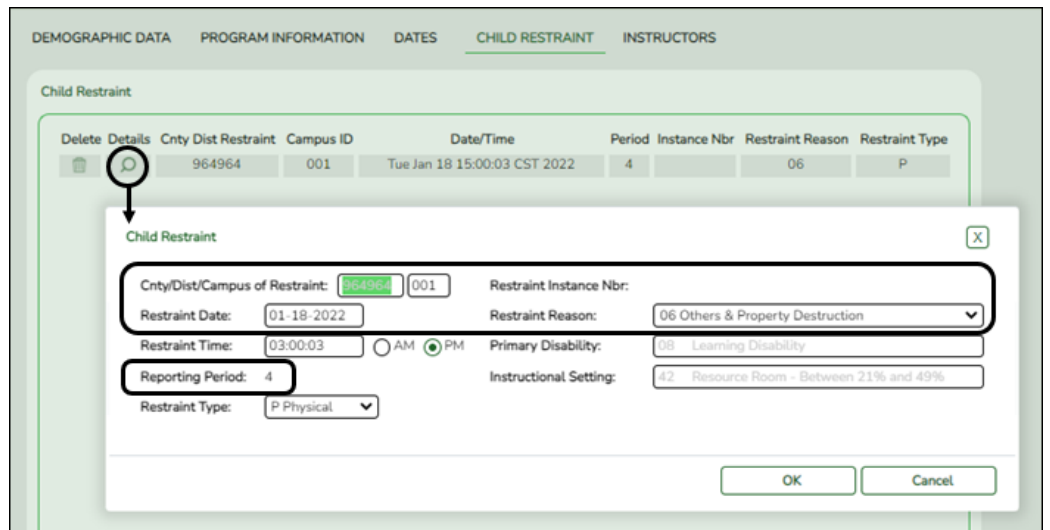 DEMOGRAPHIC DATA PROGRAM INFORMATION DATES CHILD RESTRAINT INSTRUCTORS
Child Restraint
Delete Details Cnty Dist Restraint Campus ID Date/Time Period Instance Nbr Restraint Reason Restraint Type
964964 001 Tue Jan 18 15:00:03 CST 2022 4 06 P
Child Restraint X
Cnty/Dist/Campus of Restraint: 964964 001 Restraint Instance Nbr:
Restraint Date: 01-18-2022 Restraint Reason: 06 Others & Property Destruction
Restraint Time: 03:00:03 AM PM Primary Disability: 08 Learning Disability
Reporting Period: 4 Instructional Setting: 42 Resource Room - Between 21% and 49%
Restraint Type: P Physical
OK Cancel